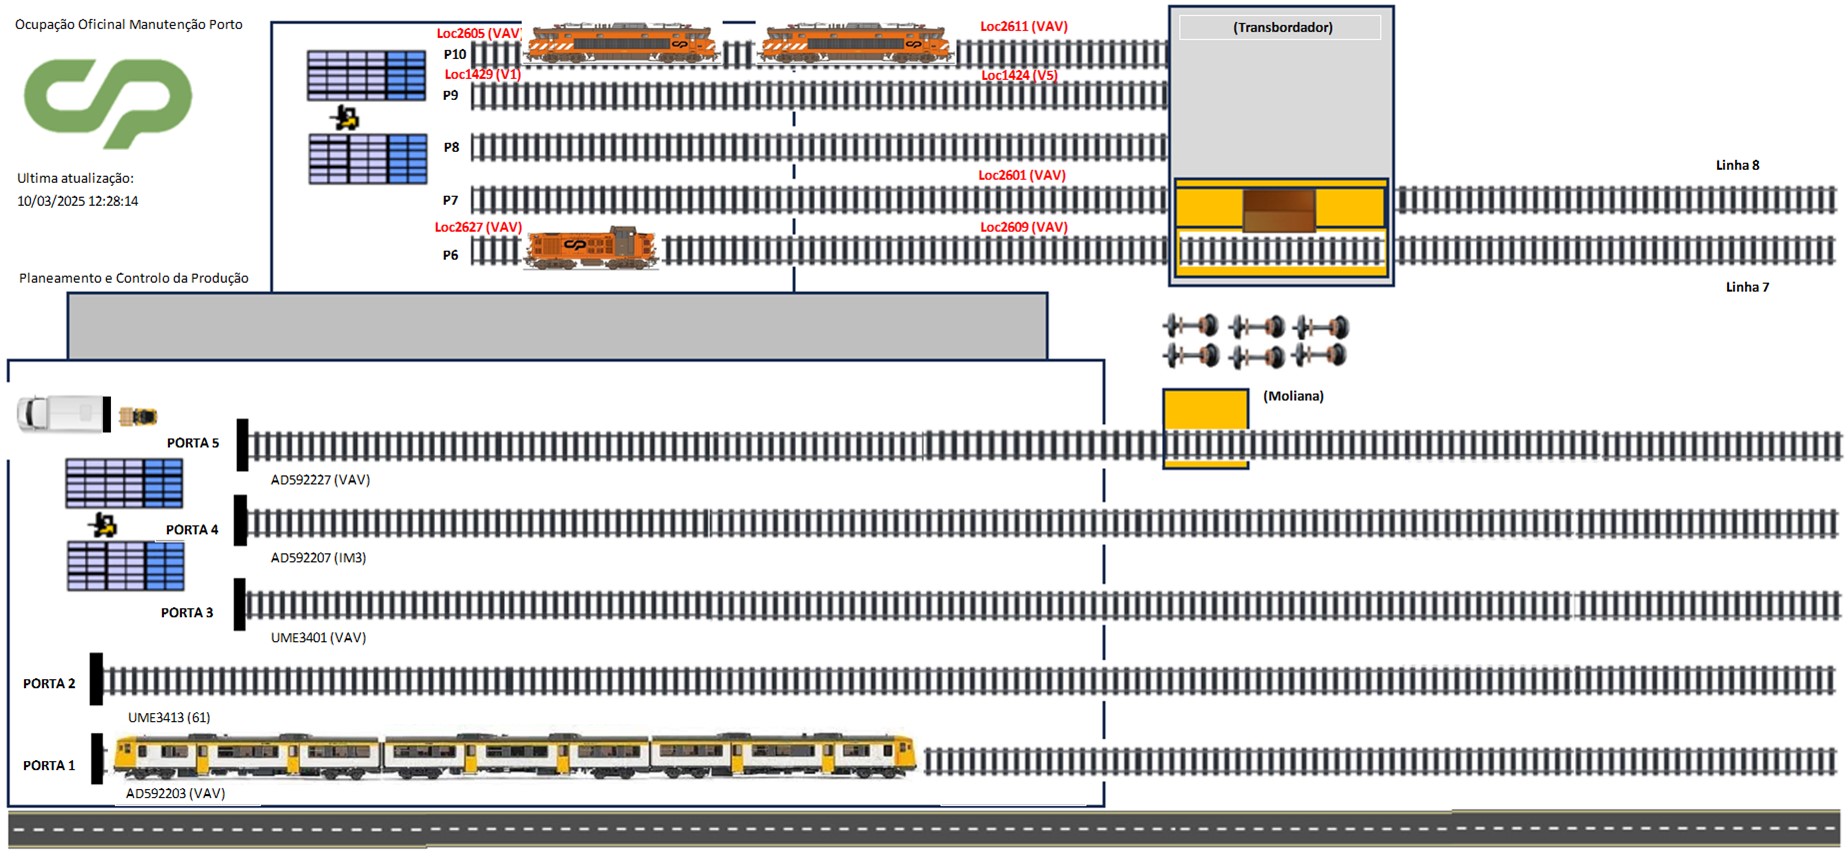 Ocupação Oficinal Manutenção Porto
CP
Ultima atualização:
10/03/2025 12:28:14
Planeamento e Controlo da Produção
Loc2605 (VAV)
Loc2611 (VAV)
P10
Loc1429 (V1)
Loc1424 (V5)
P9
P8
Loc2601 (VAV)
P7
Loc2627 (VAV)
Loc2609 (VAV)
P6
(Transbordador)
Linha 8
Linha 7
(Moliana)
PORTA 5
AD592227 (VAV)
PORTA 4
AD592207 (IM3)
PORTA 3
UME3401 (VAV)
PORTA 2
UME3413 (61)
PORTA 1
AD592203 (VAV)